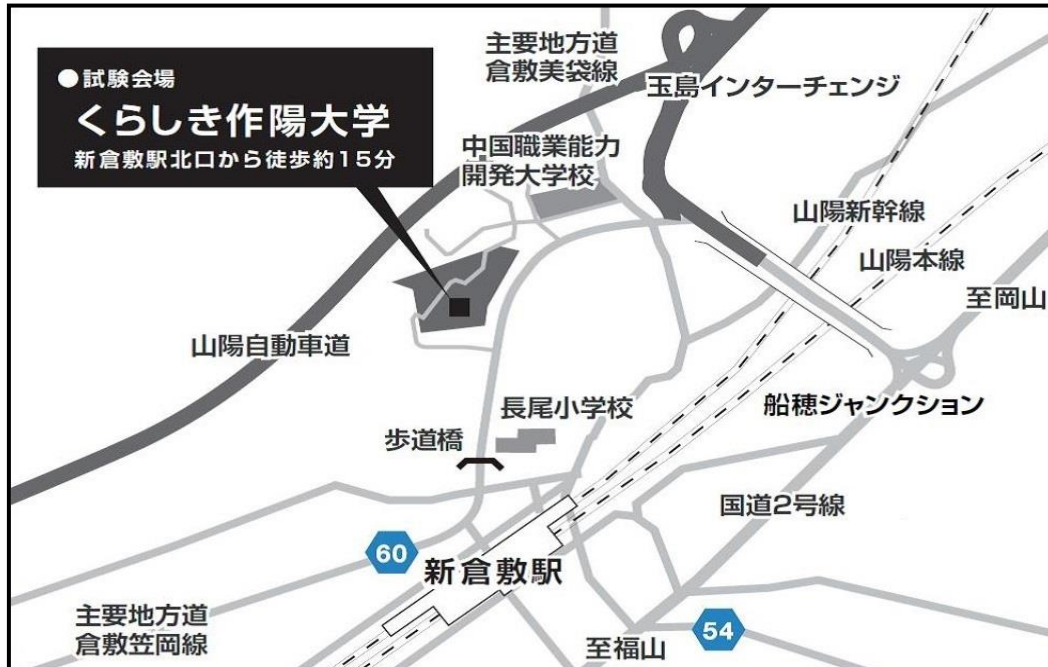 ●試験会場
くらしき作陽大学
新倉敷駅北口から徒歩約15分
主要地方道
倉敷美袋線
玉島インターチェンジ
中国職業能力
開発大学校
山陽新幹線
山陽本線
至岡山
山陽自動車道
船穂ジャンクション
長尾小学校
歩道橋
国道2号線
60
新倉敷駅
主要地方道
倉敷笠岡線
至福山
54